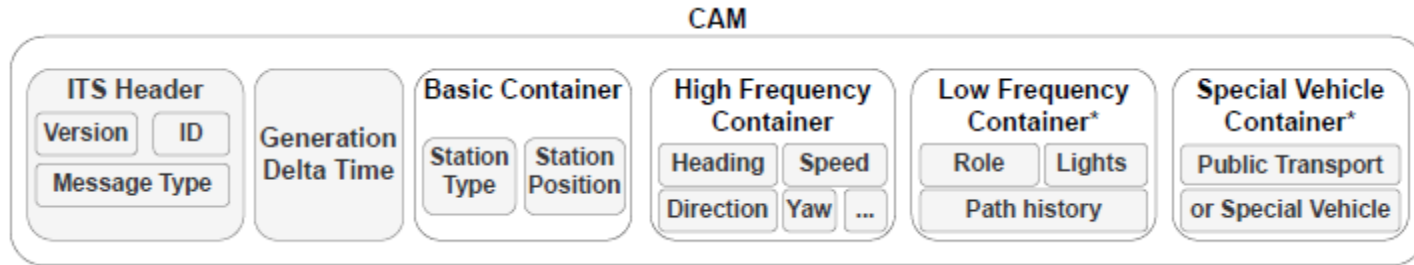 CAM
ITS Header
Version
ID
Message Type
Generation
Delta Time
Basic Container
Station
Type
Station
Position
High Frequency
Container
Heading
Speed
Direction
Yaw
...
Low Frequency
Container*
Role
Lights
Path history
Special Vehicle
Container*
Public Transport
or Special Vehicle